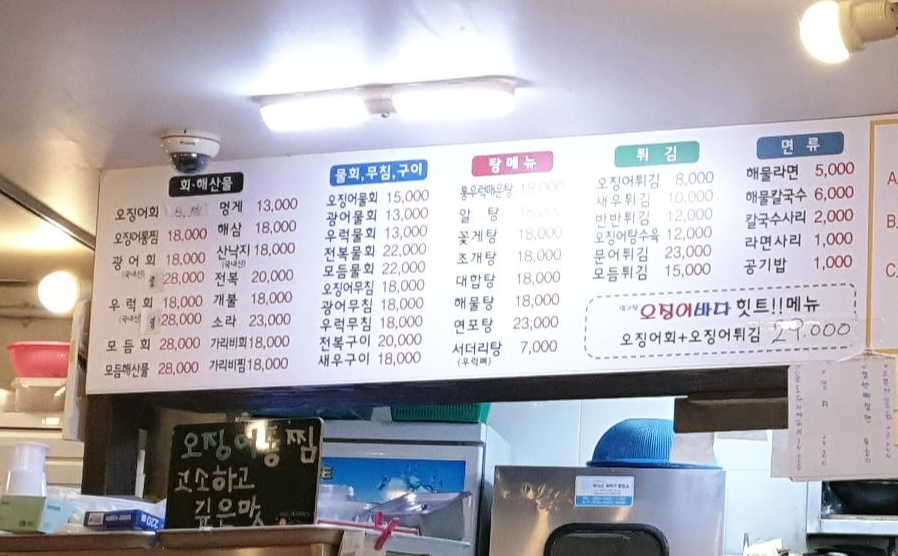 회·해산물
오징어회
오징어통찜 18,000
광어회 18,000
(국내산) 28,000
우럭회 18,000
(국내산) 28,000
모듬회 28,000
모듬해산물 28,000
멍게 13,000
해삼 18,000
산낙지 18,000
(국내산)
전복 20,000
개불 18,000
소라 23,000
가리비회 18,000
가리비찜 18,000
물회,무침,구이
오징어물회 15,000
광어물회 13,000
우럭물회 13,000
전복물회 22,000
모듬물회 22,000
오징어무침 18,000
광어무침 18,000
우럭무침 18,000
전복구이 20,000
새우구이 18,000
탕메뉴
통우럭매운탕 18,000
알탕
꽃게탕 18,000
조개탕 18,000
대합탕 18,000
해물탕 18,000
연포탕 23,000
서더리탕 7,000
(우럭뼈)
튀김
오징어튀김 8,000
새우튀김 10,000
반반튀김 12,000
오징어탕수육 12,000
문어튀김 23,000
모듬튀김 15,000
면류
해물라면 5,000
해물칼국수 6,000
칼국수사리 2,000
라면사리 1,000
공기밥 1,000
오징어바다 힛트!!메뉴
오징어회+오징어튀김 29.000
A
B
C
오징어통찜
고소하고
깊은맛